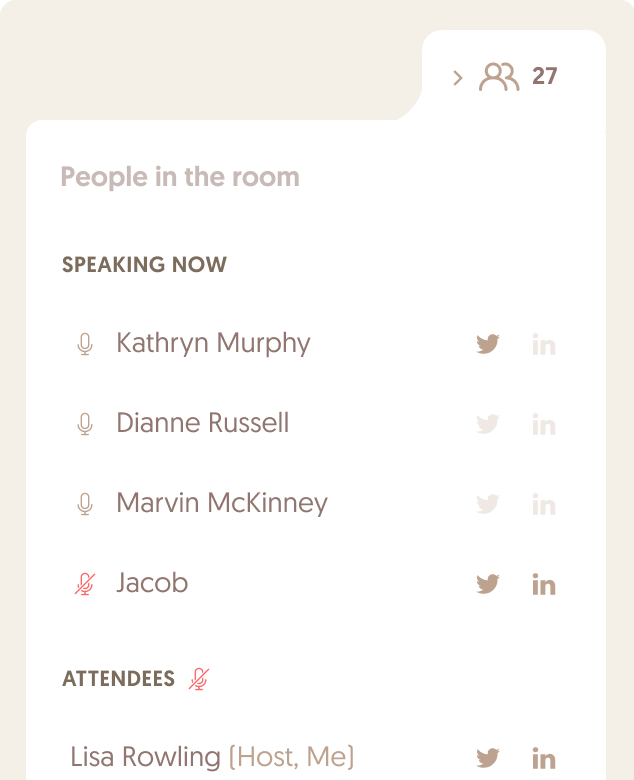 27
People in the room
SPEAKING NOW
Kathryn Murphy in
Dianne Russell in
Marvin McKinney in
Jacob in
ATTENDEES
Lisa Rowling (Host, Me) in